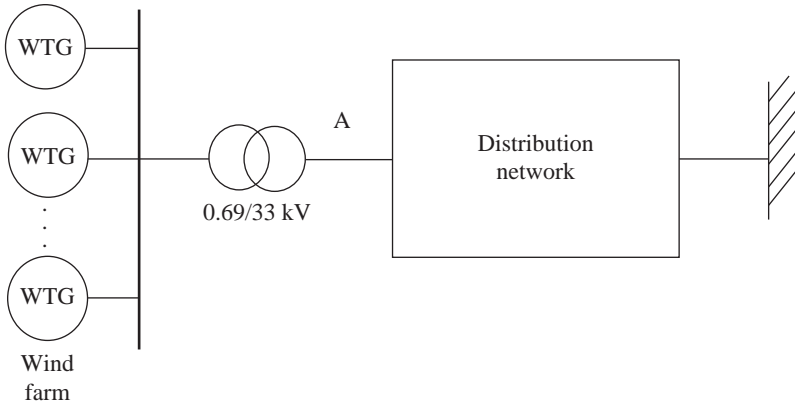 WTG
WTG
WTG
Wind
farm
0.69/33 kV
A
Distribution
network